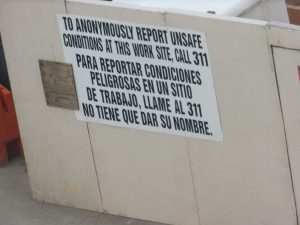 TO ANONYMOUSLY REPORT UNSAFE
CONDITIONS AT THIS WORK SITE, CALL 311
PARA REPORTAR CONDICIONES
PELIGROSAS EN UN SITIO
DE TRABAJO, LLAME AL 311
NO TIENE QUE DAR SU NOMBRE.